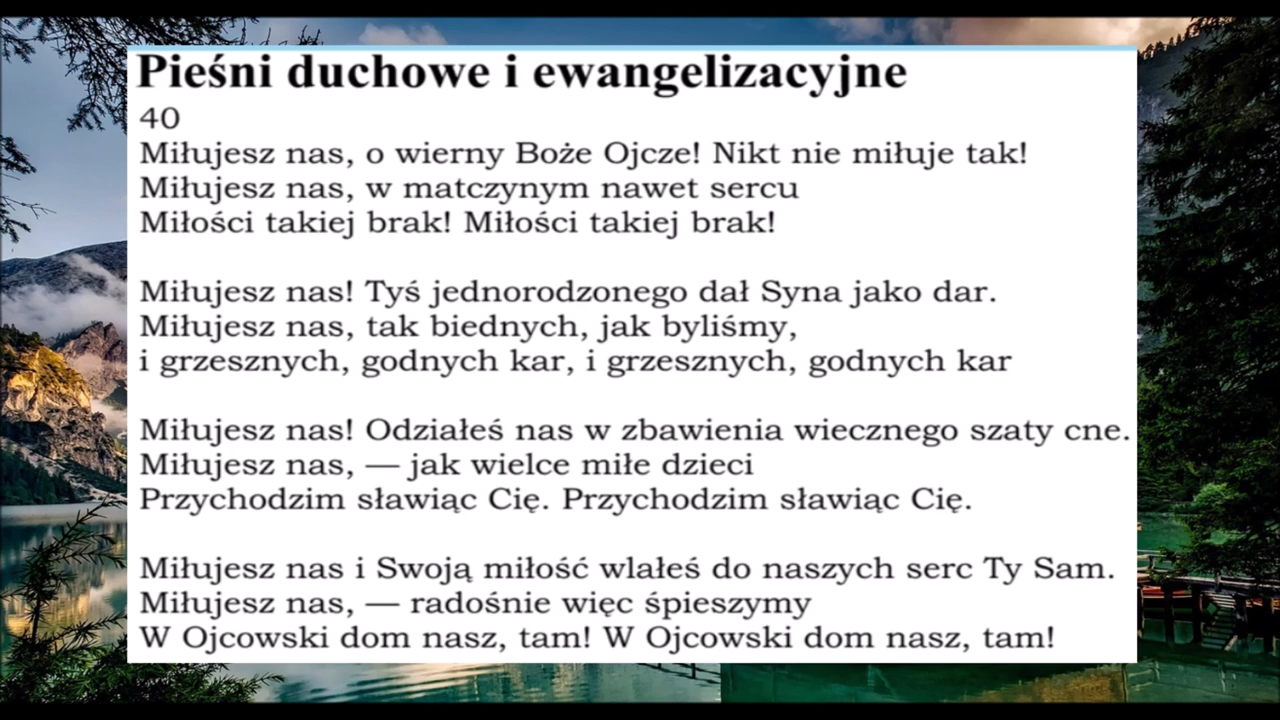 Pieśni duchowe i ewangelizacyjne
40
Miłujesz nas, o wierny Boże Ojcze! Nikt nie miłuje tak!
Miłujesz nas, w matczynym nawet sercu
Miłości takiej brak! Miłości takiej brak!
Miłujesz nas! Tyś jednorodzonego dał Syna jako dar.
Miłujesz nas, tak biednych, jak byliśmy,
i grzesznych, godnych kar, i grzesznych, godnych kar
Miłujesz nas! Odziałeś nas w zbawienia wiecznego szaty cne.
Miłujesz nas, — jak wielce miłe dzieci
Przychodzim sławiąc Cię. Przychodzim sławiąc Cię.
Miłujesz nas i Swoją miłość wlałeś do naszych serc Ty Sam.
Miłujesz nas, — radośnie więc śpieszymy
W Ojcowski dom nasz, tam! W Ojcowski dom nasz, tam!